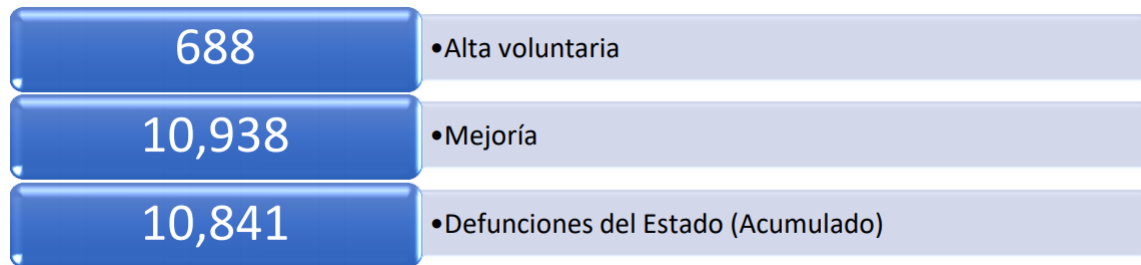 688
•Alta voluntaria
10,938
•Mejoría
10,841
•Defunciones del Estado (Acumulado)